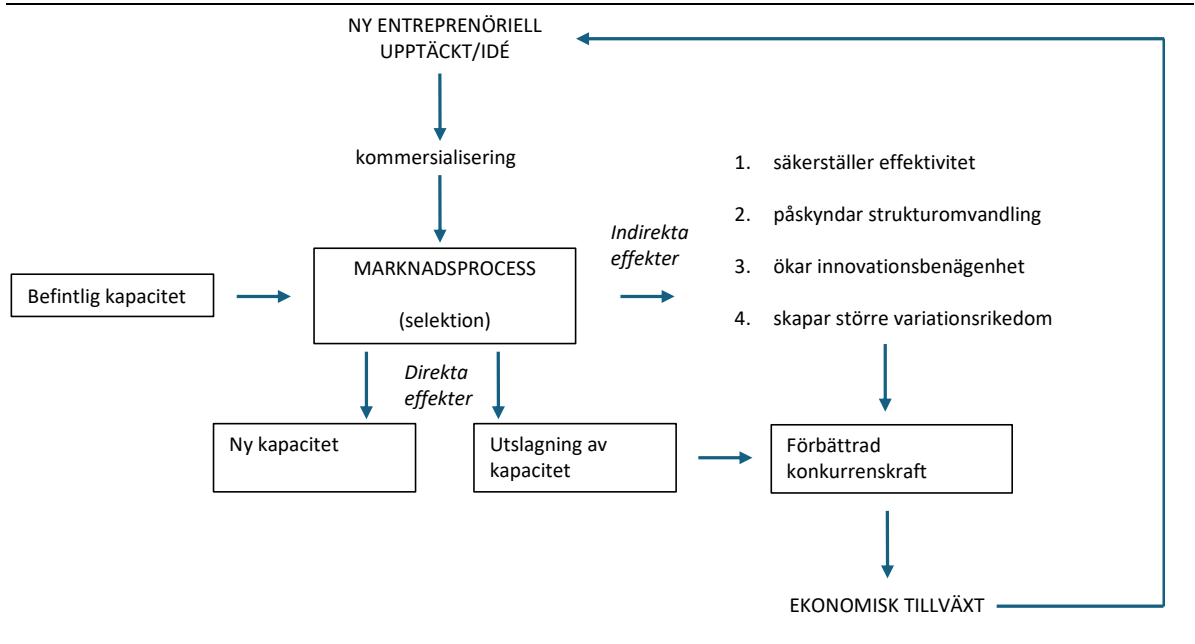 NY ENTREPRENÖRIELL
UPPTÄCKT/IDÉ
kommersialisering
1. säkerställer effektivitet
2. påskyndar strukturomvandling
3. ökar innovationsbenägenhet
4. skapar större variationsrikedom
Indirekta
effekter
MARKNADSPROCESS
(selektion)
Befintlig kapacitet
Direkta
effekter
Ny kapacitet
Utslagning av
kapacitet
Förbättrad
konkurrenskraft
EKONOMISK TILLVÄXT